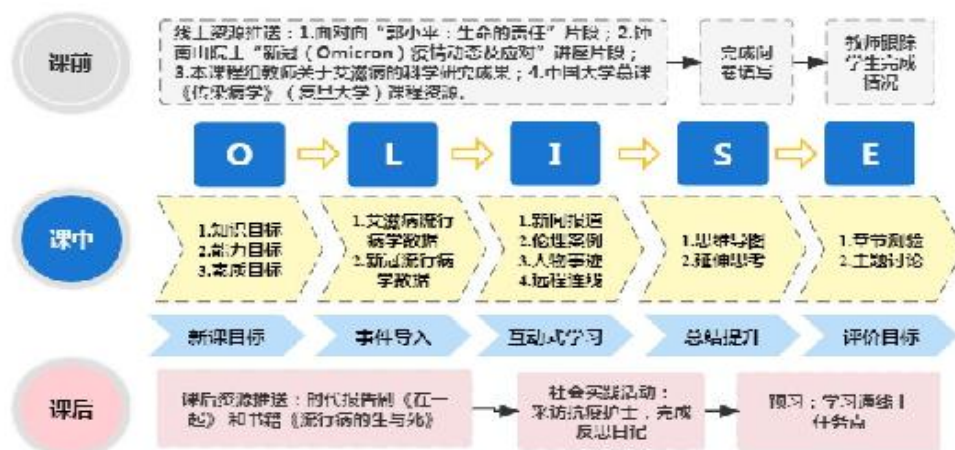 线上资源推送：1.面对面“郭小平：生命的责任”片段；2.钟
南山院士“新冠（Omicron）疫情动态及应对”讲座片段；
3.本课程组教师关于艾滋病的科学研究成果；4.中国大学慕课
《传染病学》（复旦大学）课程资源。
完成问
卷填写
教师跟踪
学生完成
情况
课前
O
L
I
S
E
课中
1.知识目标
2.能力目标
3.素质目标
1.艾滋病流行
病学数据
2.新冠流行病
学数据
1.新闻报道
2.典型案例
3.人物事迹
4.远程连线
1.思维导图
2.延伸思考
1.章节测验
2.主题讨论
新课目标
事件导入
互动式学习
总结提升
评价目标
课后
课后资源推送：时代报告剧《在一
起》和书籍《流行病的生与死》
社会实践活动：
采访抗疫护士，完成
反思日记
预习：学习通线上
任务点